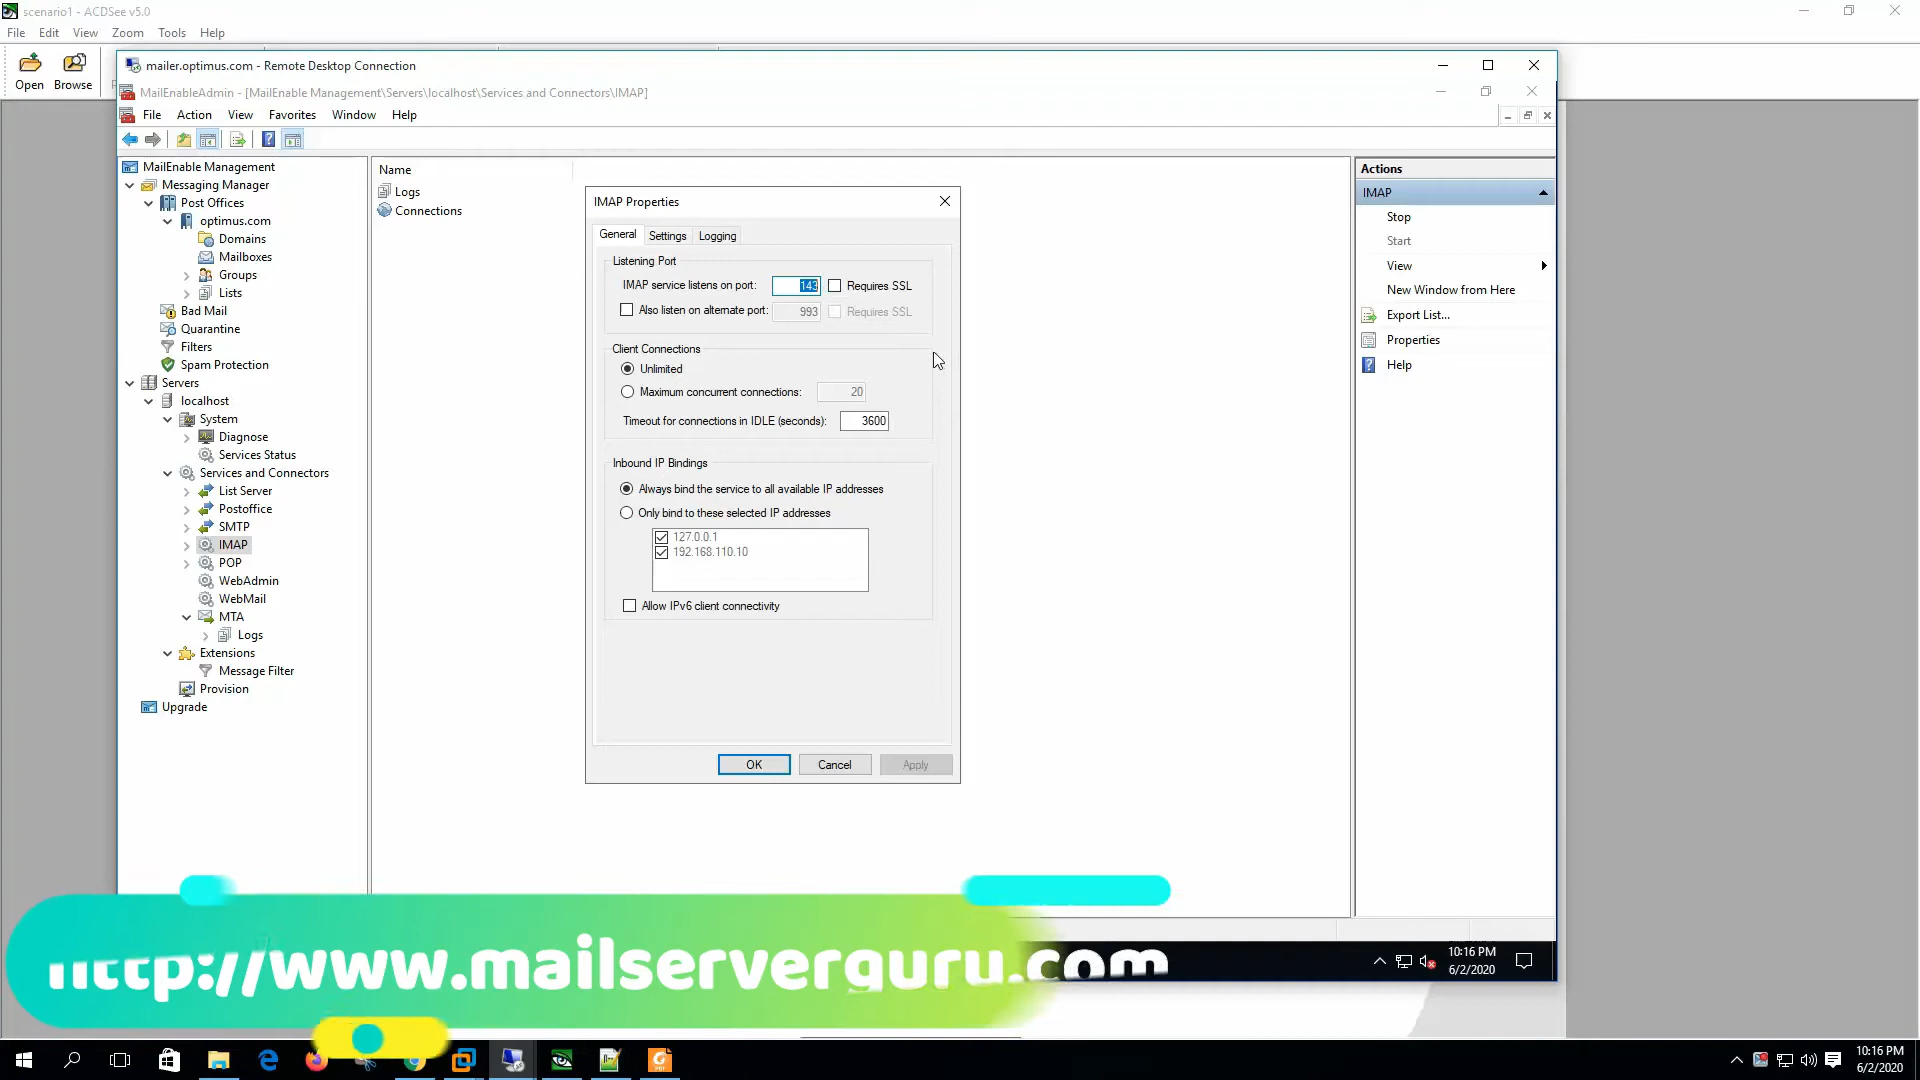 scenario1 - ACDSee v5.0
File Edit View Zoom Tools Help
Open Browse
mailer.optimus.com - Remote Desktop Connection
MailEnableAdmin - [MailEnable Management\Servers\localhost\Services and Connectors\IMAP]
File Action View Favorites Window Help
MailEnable Management
Messaging Manager
Post Offices
optimus.com
Domains
Mailboxes
Groups
Lists
Bad Mail
Quarantine
Filters
Spam Protection
Servers
localhost
System
Diagnose
Services Status
Services and Connectors
List Server
Postoffice
SMTP
IMAP
POP
WebAdmin
WebMail
MTA
Logs
Extensions
Message Filter
Provision
Upgrade
Name
Logs
Connections
IMAP Properties
General Settings Logging
Listening Port
IMAP service listens on port: 143 Requires SSL
Also listen on alternate port: 993 Requires SSL
Client Connections
Unlimited
Maximum concurrent connections: 20
Timeout for connections in IDLE (seconds): 3600
Inbound IP Bindings
Always bind the service to all available IP addresses
Only bind to these selected IP addresses
127.0.0.1
192.168.110.10
Allow IPv6 client connectivity
OK Cancel Apply
Actions
IMAP
Stop
Start
View
New Window from Here
Export List...
Properties
Help
http://www.mailserverguru.com
10:16 PM
6/2/2020
10:16 PM
6/2/2020